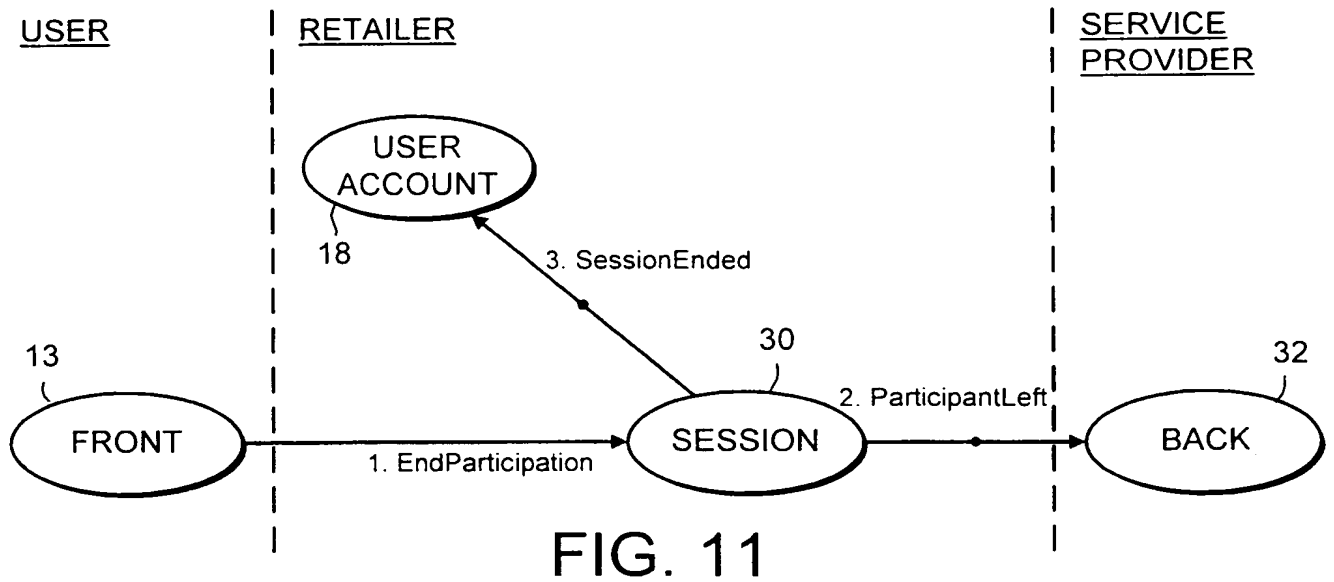 USER
RETAILER
SERVICE
PROVIDER
USER
ACCOUNT
18
3. SessionEnded
13
30
32
2. ParticipantLeft
FRONT
SESSION
BACK
1. EndParticipation
FIG. 11